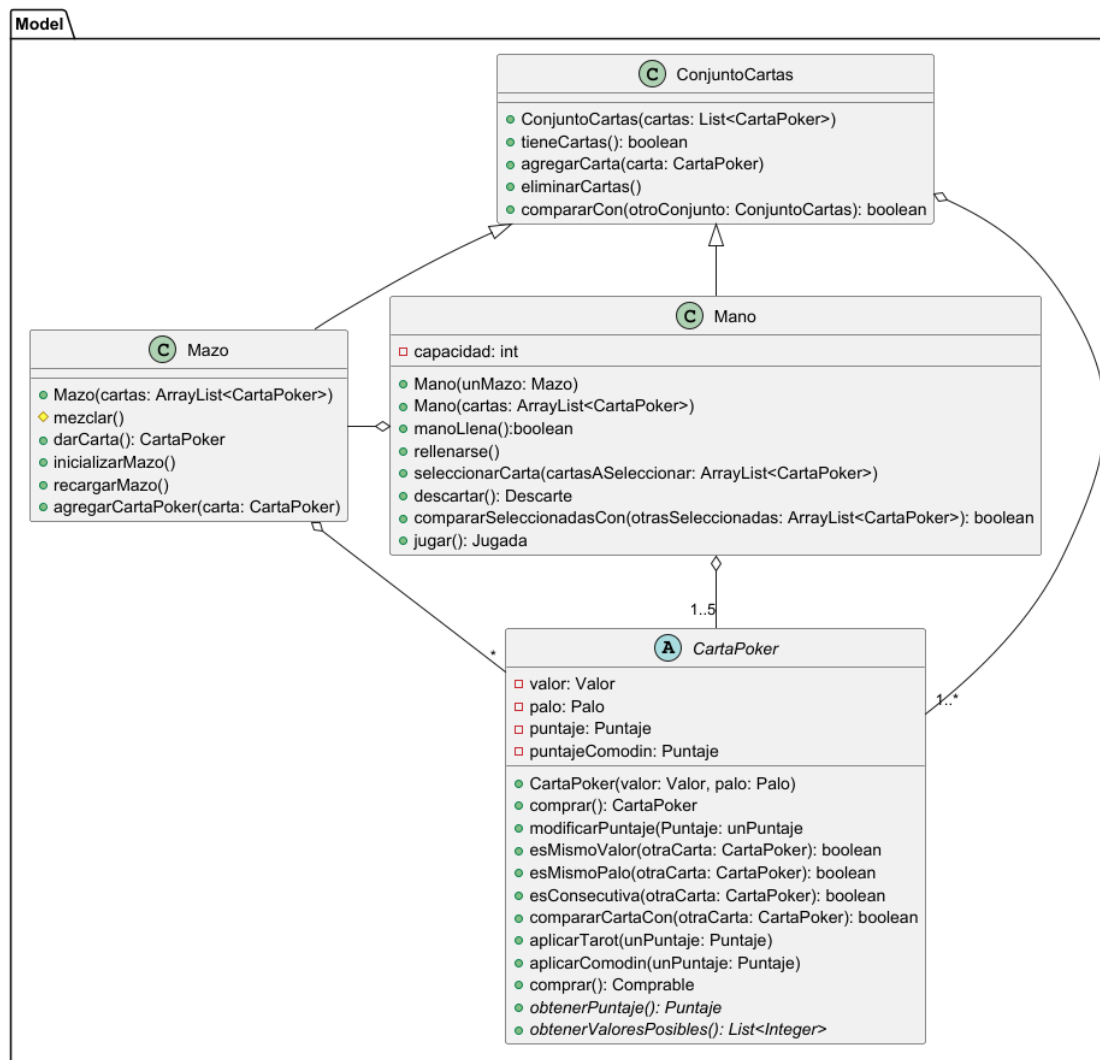 Model
C ConjuntoCartas
ConjuntoCartas(cartas: List<CartaPoker>)
tieneCartas(): boolean
agregarCarta(carta: CartaPoker)
eliminarCartas()
compararCon(otroConjunto: ConjuntoCartas): boolean
C Mazo
Mazo(cartas: ArrayList<CartaPoker>)
mezclar()
darCarta(): CartaPoker
inicializarMazo()
recargarMazo()
agregarCartaPoker(carta: CartaPoker)
C Mano
capacidad: int
Mano(unMazo: Mazo)
Mano(cartas: ArrayList<CartaPoker>)
manoLlena():boolean
rellenarse()
seleccionarCarta(cartasASeleccionar: ArrayList<CartaPoker>)
descartar(): Descarte
compararSeleccionadasCon(otrasSeleccionadas: ArrayList<CartaPoker>): boolean
jugar(): Jugada
1..5
*
1..*
A CartaPoker
valor: Valor
palo: Palo
puntaje: Puntaje
puntajeComodin: Puntaje
CartaPoker(valor: Valor, palo: Palo)
comprar(): CartaPoker
modificarPuntaje(Puntaje: unPuntaje
esMismoValor(otraCarta: CartaPoker): boolean
esMismoPalo(otraCarta: CartaPoker): boolean
esConsecutiva(otraCarta: CartaPoker): boolean
compararCartaCon(otraCarta: CartaPoker): boolean
aplicarTarot(unPuntaje: Puntaje)
aplicarComodin(unPuntaje: Puntaje)
comprar(): Comprable
obtenerPuntaje(): Puntaje
obtenerValoresPosibles(): List<Integer>